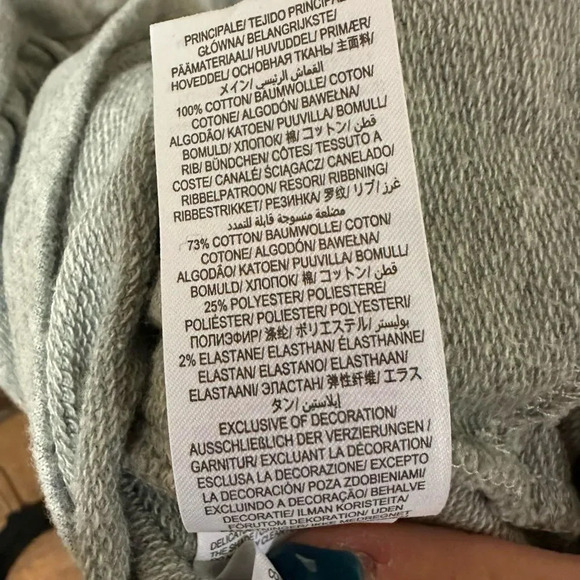 PRINCIPALE/ TEJIDO PRINCIPAL
GŁÓWNA/ BELANGRIJKSTE/
PÄÄMATERIAALI/ HUVUDDEL/ PRIMÆR/
HOVEDDEL/ ОСНОВНАЯ ТКАНЬ/ 主面料/
メイン/ القماش الرئيسي/
100% COTTON/ BAUMWOLLE/ COTON/
COTONE/ ALGODÓN/ BAWEŁNA/
ALGODÃO/ KATOEN/ PUUVILLA/ BOMULL/
BOMULD/ ХЛОПОК/ 棉/ コットン/ قطن/
RIB/ BÜNDCHEN/ CÔTES/ TESSUTO A
COSTE/ CANALÉ/ ŚCIĄGACZ/ CANELADO/
RIBBELPATROON/ RESORI/ RIBBNING/
RIBBESTRIKKET/ РЕЗИНКА/ 罗纹/ リブ/ غرز
مضلعة منسوجة قابلة للتمدد
73% COTTON/ BAUMWOLLE/ COTON/
COTONE/ ALGODÓN/ BAWEŁNA/
ALGODÃO/ KATOEN/ PUUVILLA/ BOMULL/
BOMULD/ ХЛОПОК/ 棉/ コットン/ قطن/
25% POLYESTER/ POLIESTERE/
POLIÉSTER/ POLIESTER/ POLYESTERI/
ПОЛИЭФИР/ 涤纶/ ポリエステル/ بوليستر/
2% ELASTANE/ ELASTHAN/ ÉLASTHANNE/
ELASTAN/ ELASTANO/ ELASTHAAN/
ELASTAANI/ ЭЛАСТАН/ 弹性纤维/ エラス
タン/ إيلاستين/
EXCLUSIVE OF DECORATION/
AUSSCHLIEẞLICH DER VERZIERUNGEN/
GARNITUR/ EXCLUANT LA DÉCORATION/
ESCLUSA LA DECORAZIONE/ EXCEPTO
LA DECORACIÓN/ POZA ZDOBIENIAMI/
EXCLUINDO A DECORAÇÃO/ BEHALVE
DECORATIE/ ILMAN KORISTEITA/
FÖRUTOM DEKORATION/ UDEN
IKKE MEDREGNET